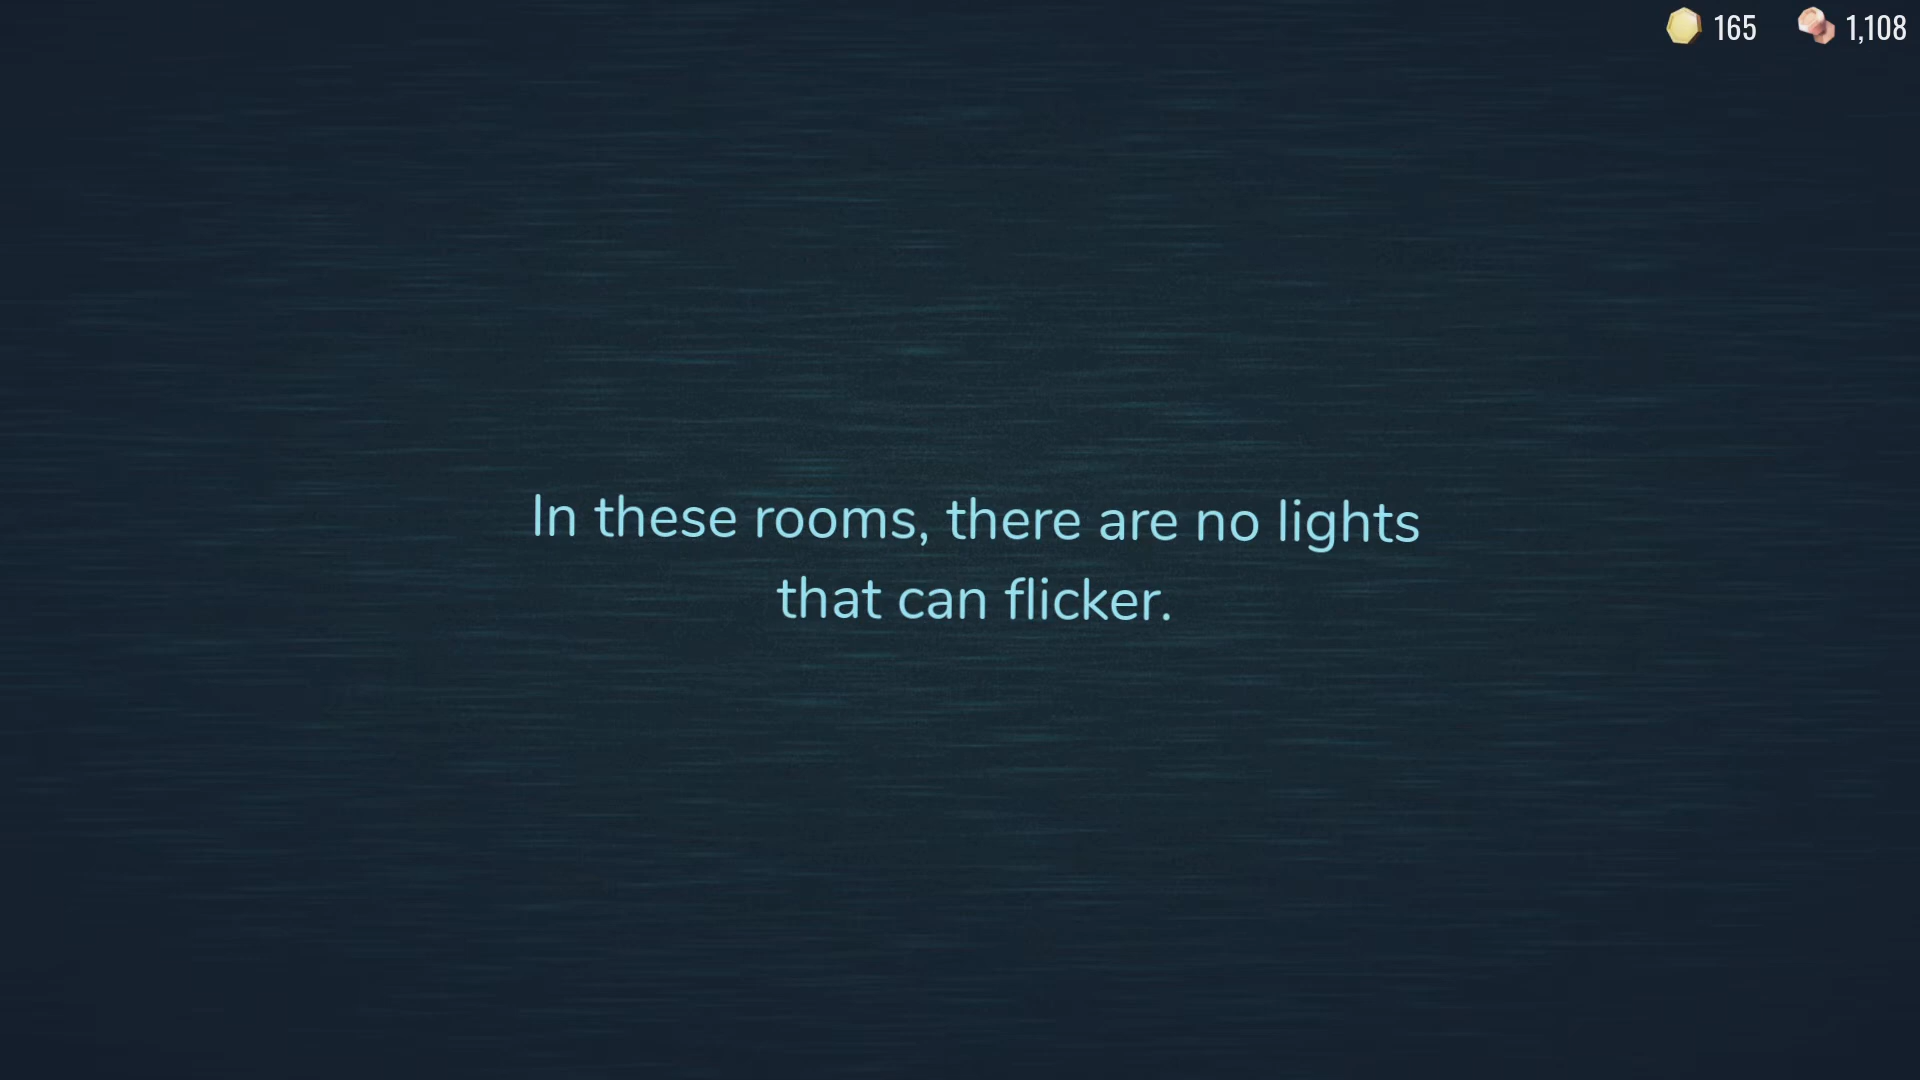 165 1,108
In these rooms, there are no lights
that can flicker.